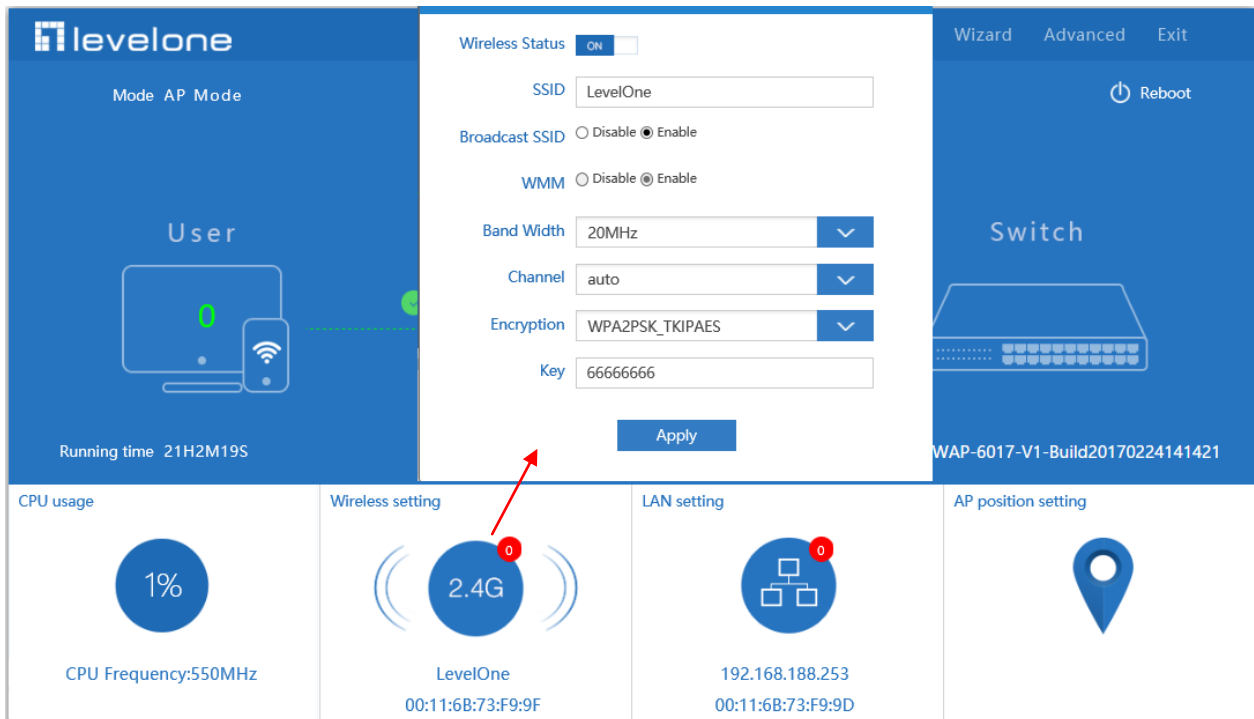 levelone
Wizard Advanced Exit
Mode AP Mode
Reboot
Wireless Status ON
SSID LevelOne
Broadcast SSID Disable Enable
WMM Disable Enable
Band Width 20MHz
Channel auto
Encryption WPA2PSK_TKIPAES
Key 66666666
Apply
User
0
Switch
Running time 21H2M19S
WAP-6017-V1-Build20170224141421
CPU usage
1%
CPU Frequency:550MHz
Wireless setting
0
2.4G
LevelOne
00:11:6B:73:F9:9F
LAN setting
0
192.168.188.253
00:11:6B:73:F9:9D
AP position setting